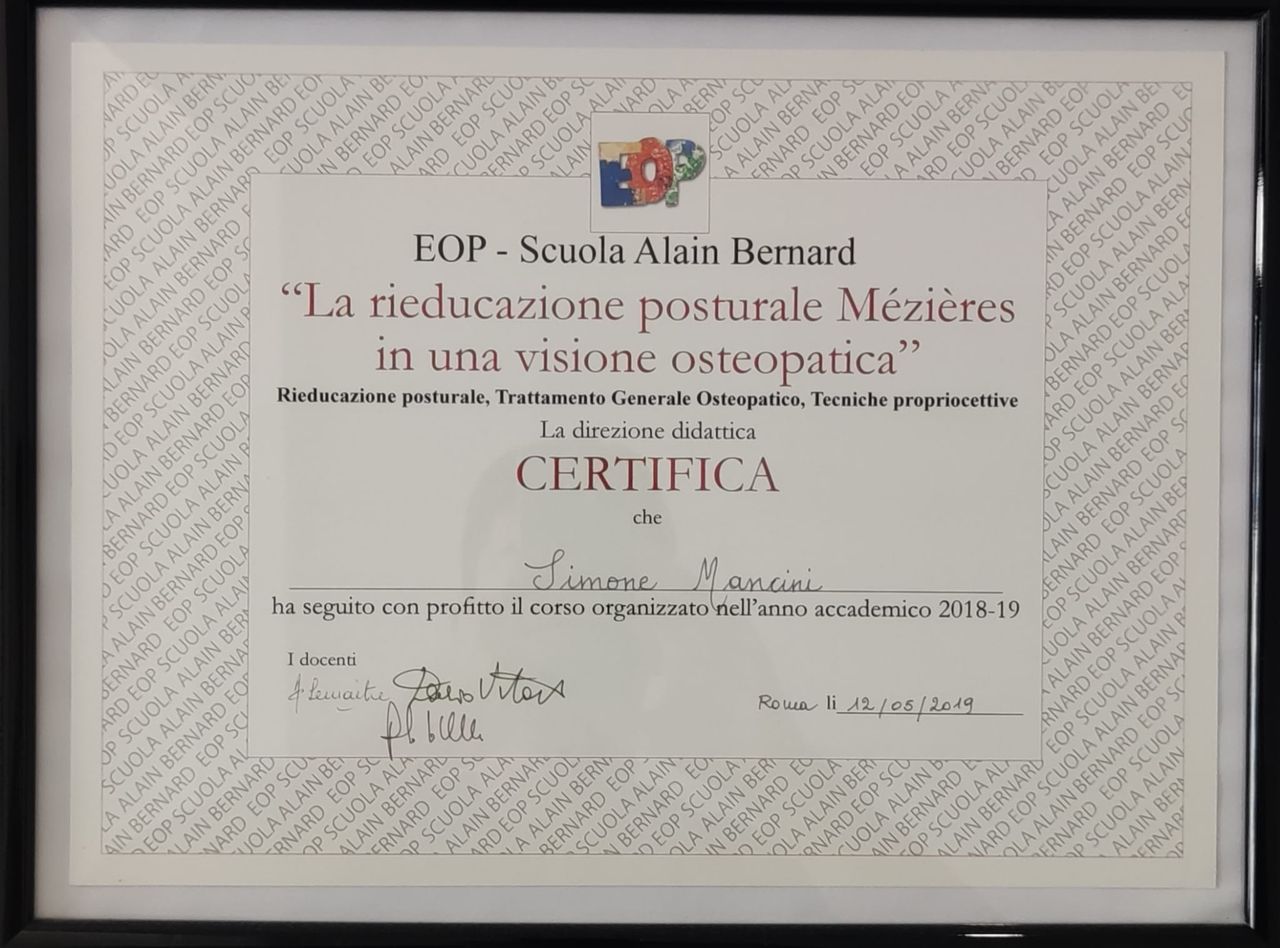 EOP
EOP - Scuola Alain Bernard
“La rieducazione posturale Mézières
in una visione osteopatica”
Rieducazione posturale, Trattamento Generale Osteopatico, Tecniche propriocettive
La direzione didattica
CERTIFICA
che
Simone Mancini
ha seguito con profitto il corso organizzato nell'anno accademico 2018-19
I docenti
Roma li 12/05/2019